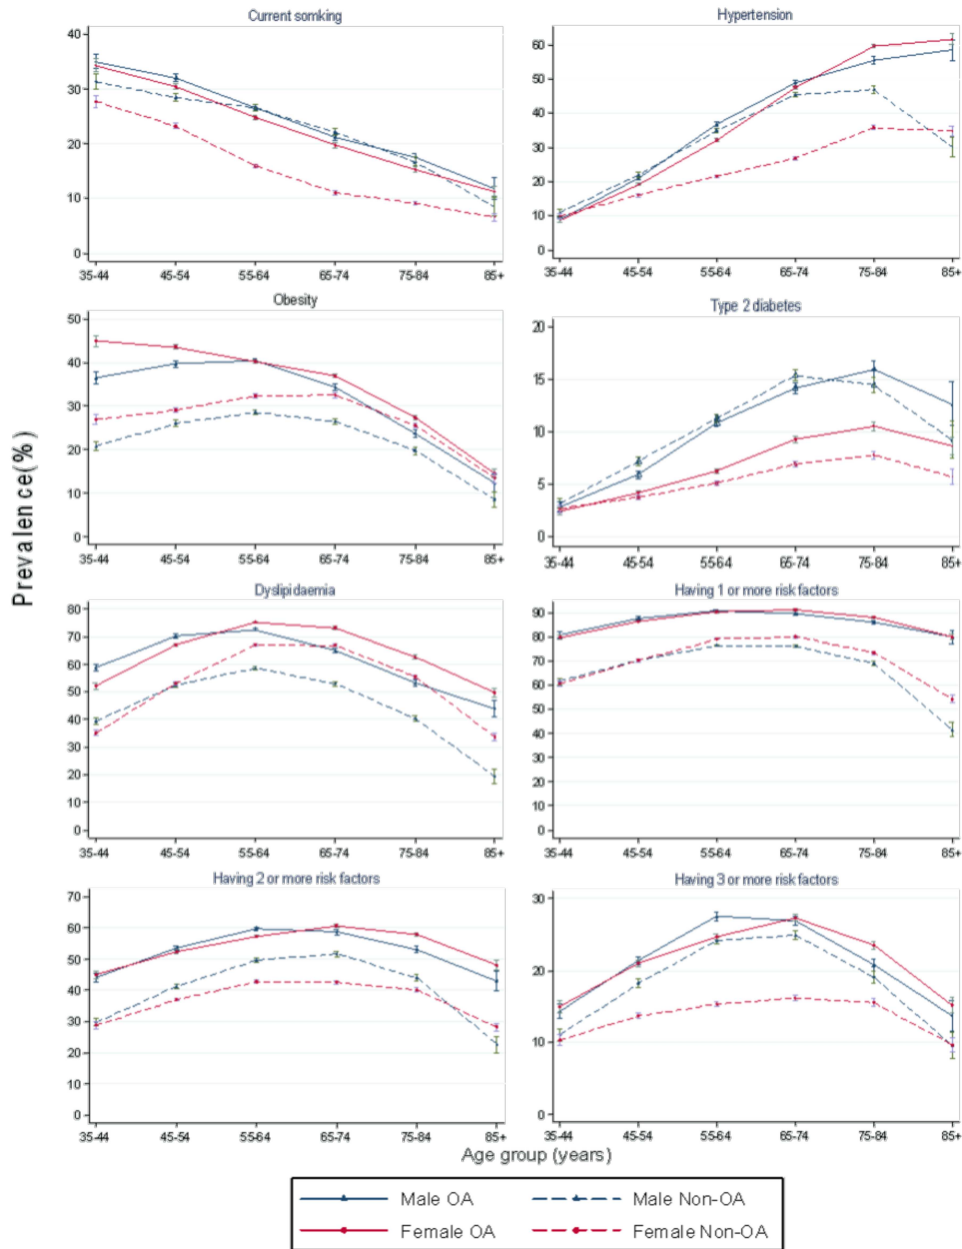 Current somking
40
30
20
10
0
35-44 45-54 55-64 65-74 75-84 85+
Hypertension
60
50
40
30
20
10
0
35-44 45-54 55-64 65-74 75-84 85+
Obesity
50
40
30
20
10
0
35-44 45-54 55-64 65-74 75-84 85+
Type 2 diabetes
20
15
10
5
0
35-44 45-54 55-64 65-74 75-84 85+
Prevalence(%)
Dyslipidaemia
80
70
60
50
40
30
20
10
0
35-44 45-54 55-64 65-74 75-84 85+
Having 1 or more risk factors
90
80
70
60
50
40
30
20
10
0
35-44 45-54 55-64 65-74 75-84 85+
Having 2 or more risk factors
70
60
50
40
30
20
10
0
35-44 45-54 55-64 65-74 75-84 85+
Having 3 or more risk factors
30
20
10
0
35-44 45-54 55-64 65-74 75-84 85+
Age group (years)
Male OA Male Non-OA
Female OA Female Non-OA